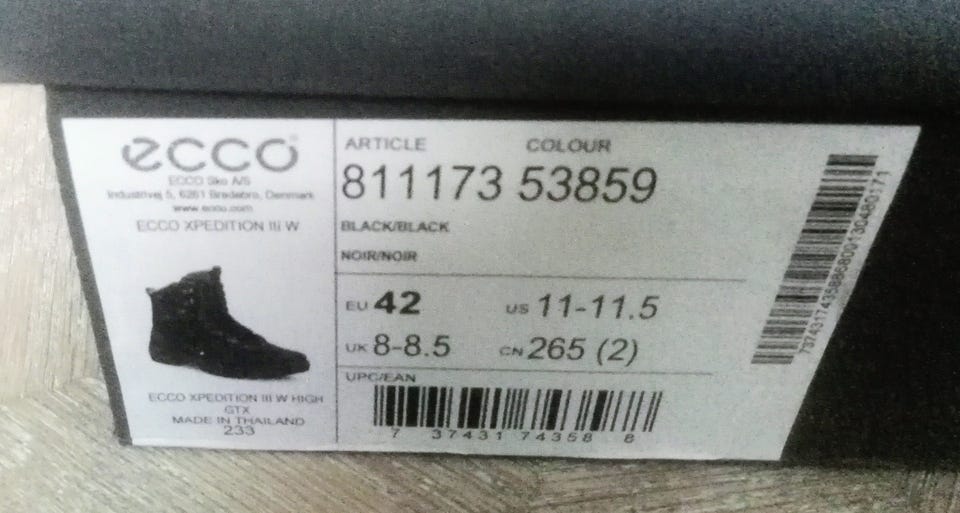 ecco
ECCO Sko A/S
Industrivej 5, 6261 Bredebro, Denmark
www.ecco.com
ECCO XPEDITION III W
ECCO XPEDITION III W HIGH
GTX
MADE IN THAILAND
233
ARTICLE COLOUR
811173 53859
BLACK/BLACK
NOIR/NOIR
EU 42 US 11-11.5
UK 8-8.5 CN 265 (2)
UPC/EAN
7 37431 74358 8